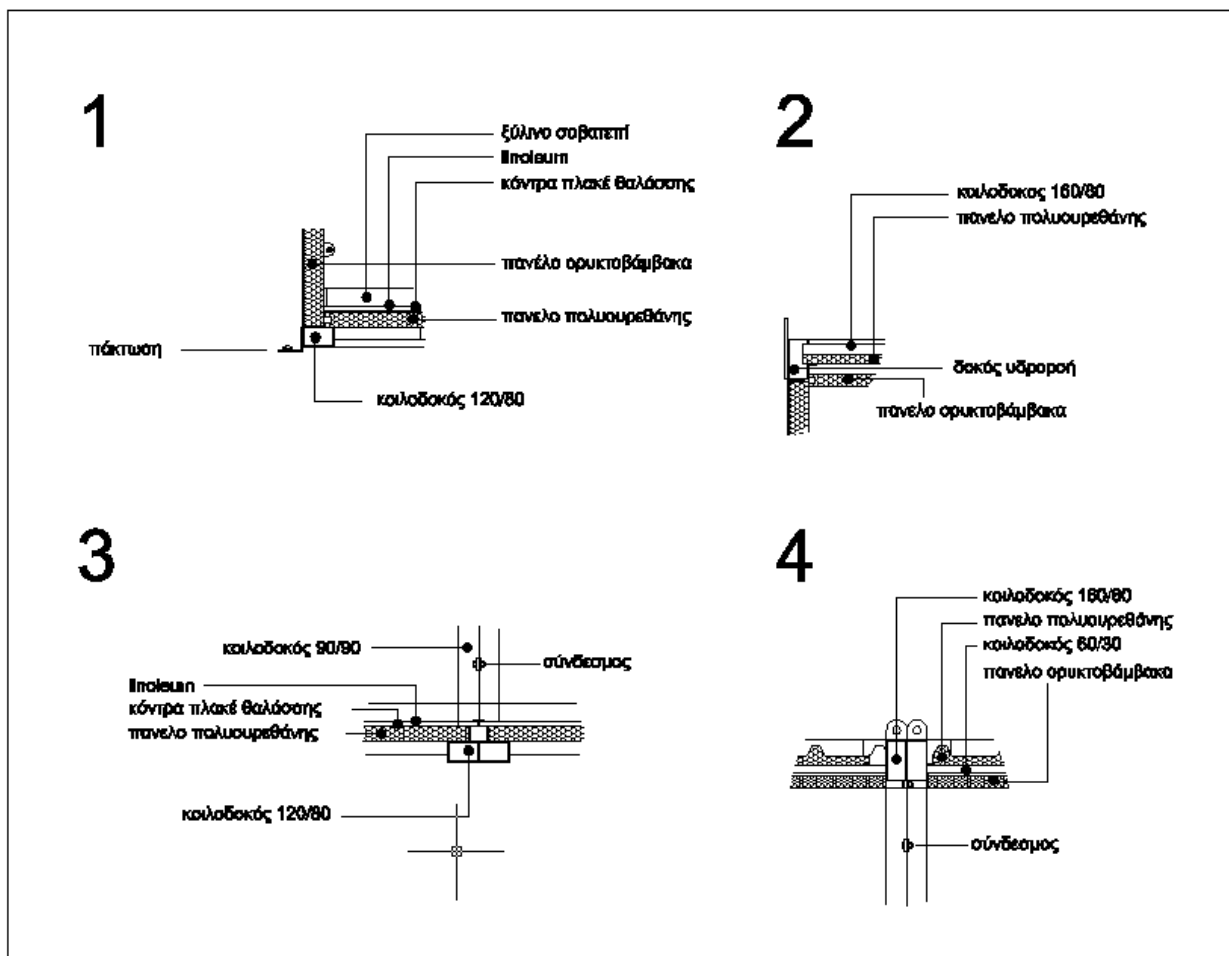 1
ξύλινο σοβατεπί
linoleum
κόντρα πλακέ θαλάσσης
πανέλο ορυκτοβάμβακα
πανελο πολυουρεθάνης
πάκτωση
κοιλοδοκός 120/80
2
κοιλοδοκος 160/80
πανελο πολυουρεθάνης
δοκός υδροροή
πανελο ορυκτοβάμβακα
3
κοιλοδοκός 90/90
σύνδεσμος
linoleum
κόντρα πλακέ θαλάσσης
πανελο πολυουρεθάνης
κοιλοδοκός 120/80
4
κοιλοδοκός 160/80
πανελο πολυουρεθάνης
κοιλοδοκός 60/30
πανελο ορυκτοβάμβακα
σύνδεσμος